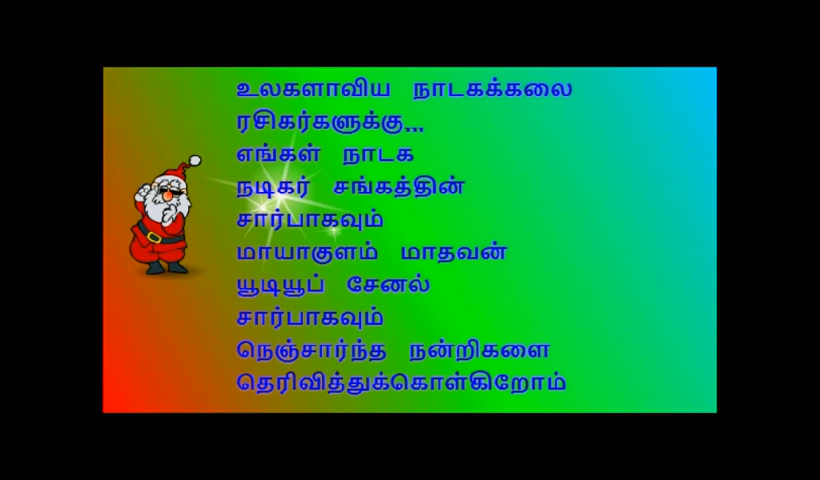 உலகளாவிய நாடகக்கலை
ரசிகர்களுக்கு...
எங்கள் நாடக
நடிகர் சங்கத்தின்
சார்பாகவும்
மாயாகுளம் மாதவன்
யூடியூப் சேனல்
சார்பாகவும்
நெஞ்சார்ந்த நன்றிகளை
தெரிவித்துக்கொள்கிறோம்